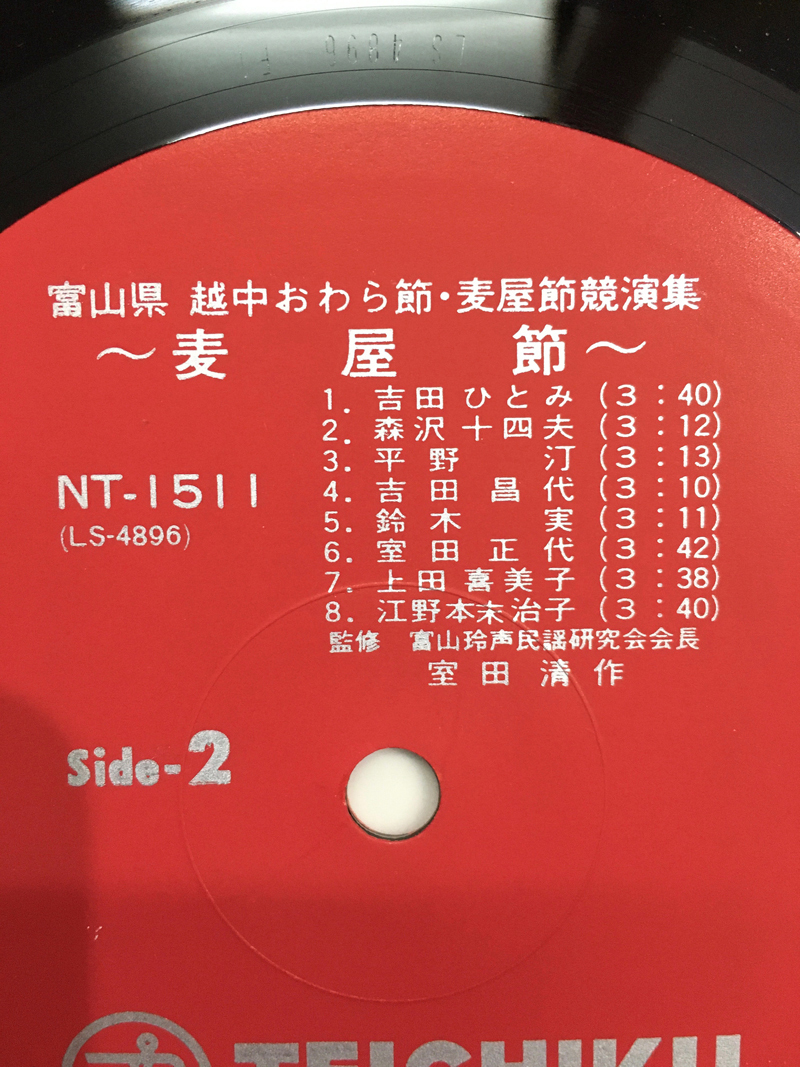 LS 4896
富山県 越中おわら節・麦屋節競演集
～麦屋節～
1. 吉田ひとみ (3:40)
2. 森沢十四夫 (3:12)
3. 平野 汀 (3:13)
4. 吉田昌代 (3:10)
5. 鈴木 実 (3:11)
6. 室田正代 (3:42)
7. 上田喜美子 (3:38)
8. 江野本末治子 (3:40)
監修 富山玲声民謡研究会会長
室田清作
NT-1511
(LS-4896)
Side-2
TEICHIKU